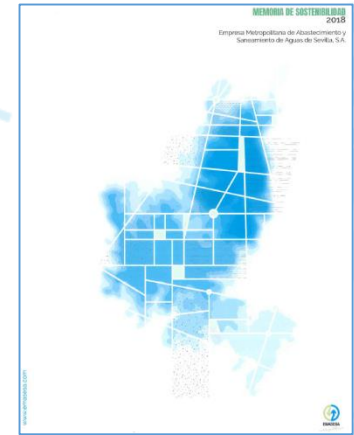 MEMORIA DE SOSTENIBILIDAD
2018
Empresa Metropolitana de Abastecimiento y
Saneamiento de Aguas de Sevilla, S.A.
www.emasesa.com
EMASESA